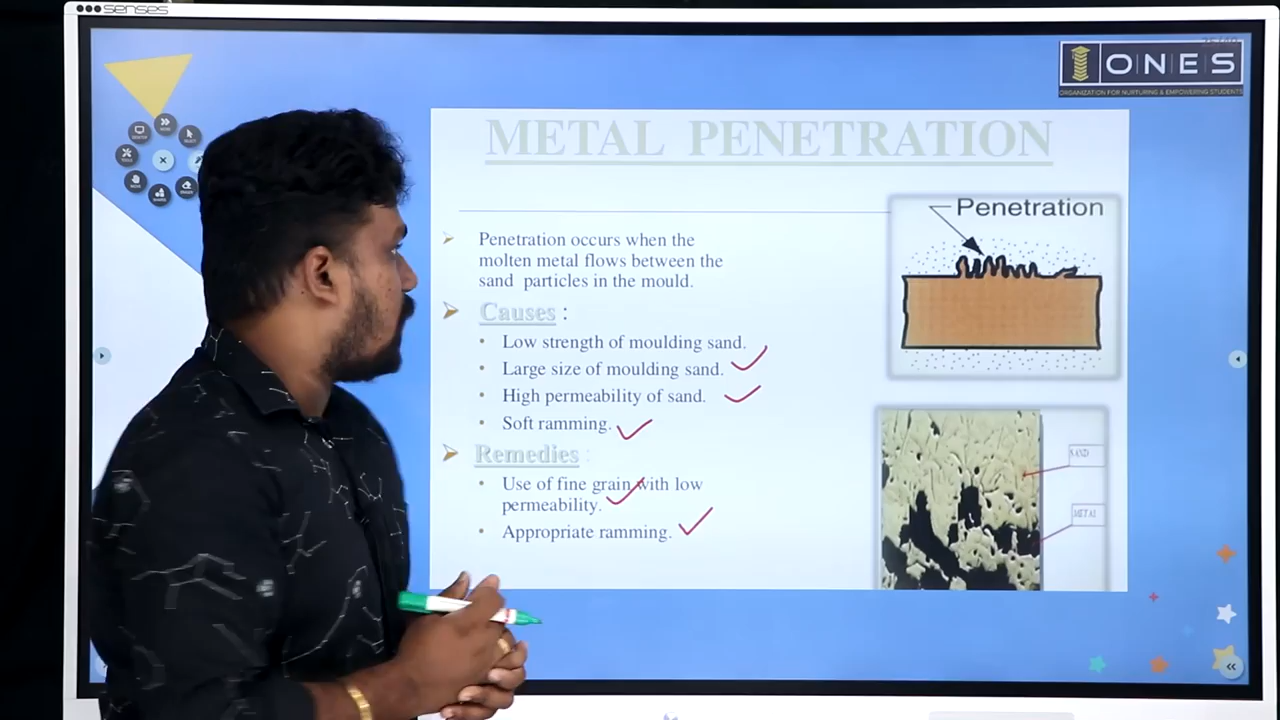 senses
IONES
ORGANIZATION FOR NURTURING & EMPOWERING STUDENTS
METAL PENETRATION
Penetration
Penetration occurs when the
molten metal flows between the
sand particles in the mould.
Causes :
• Low strength of moulding sand.
• Large size of moulding sand.
• High permeability of sand.
• Soft ramming.
Remedies :
• Use of fine grain with low
permeability.
• Appropriate ramming.
SAND
METAL